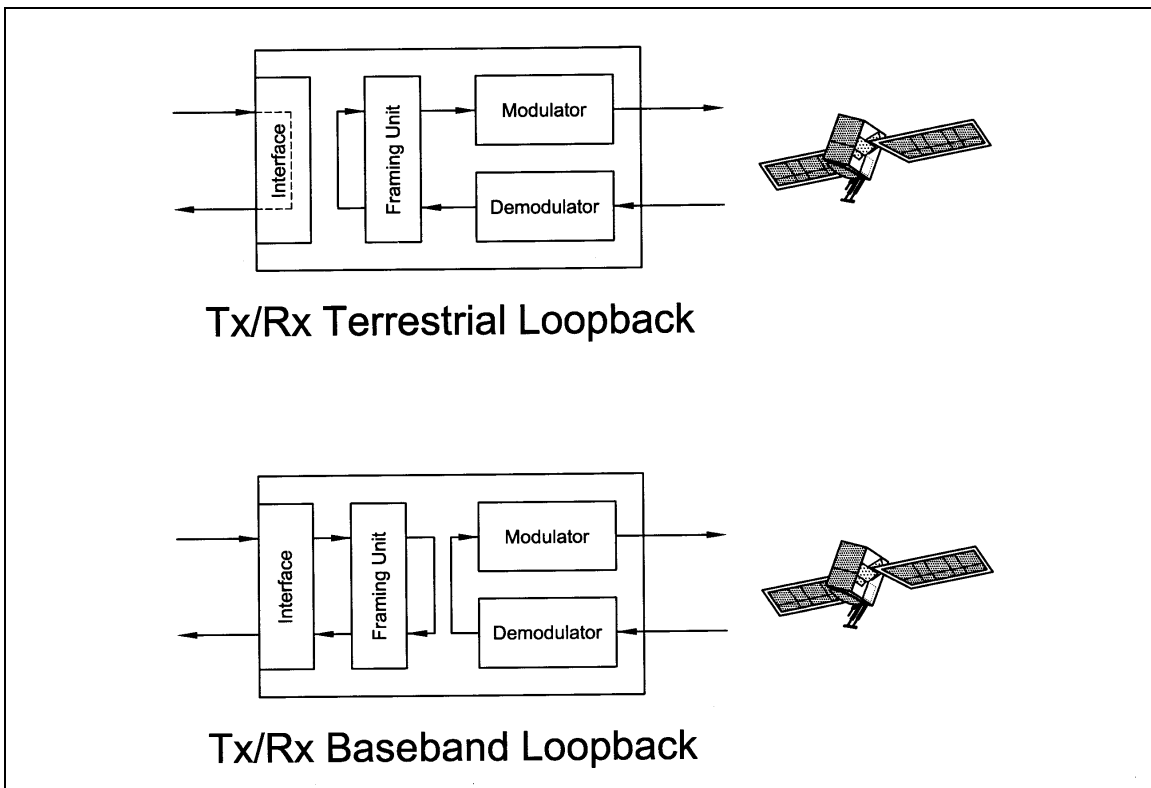 Interface
Framing Unit
Modulator
Demodulator
Tx/Rx Terrestrial Loopback
Interface
Framing Unit
Modulator
Demodulator
Tx/Rx Baseband Loopback